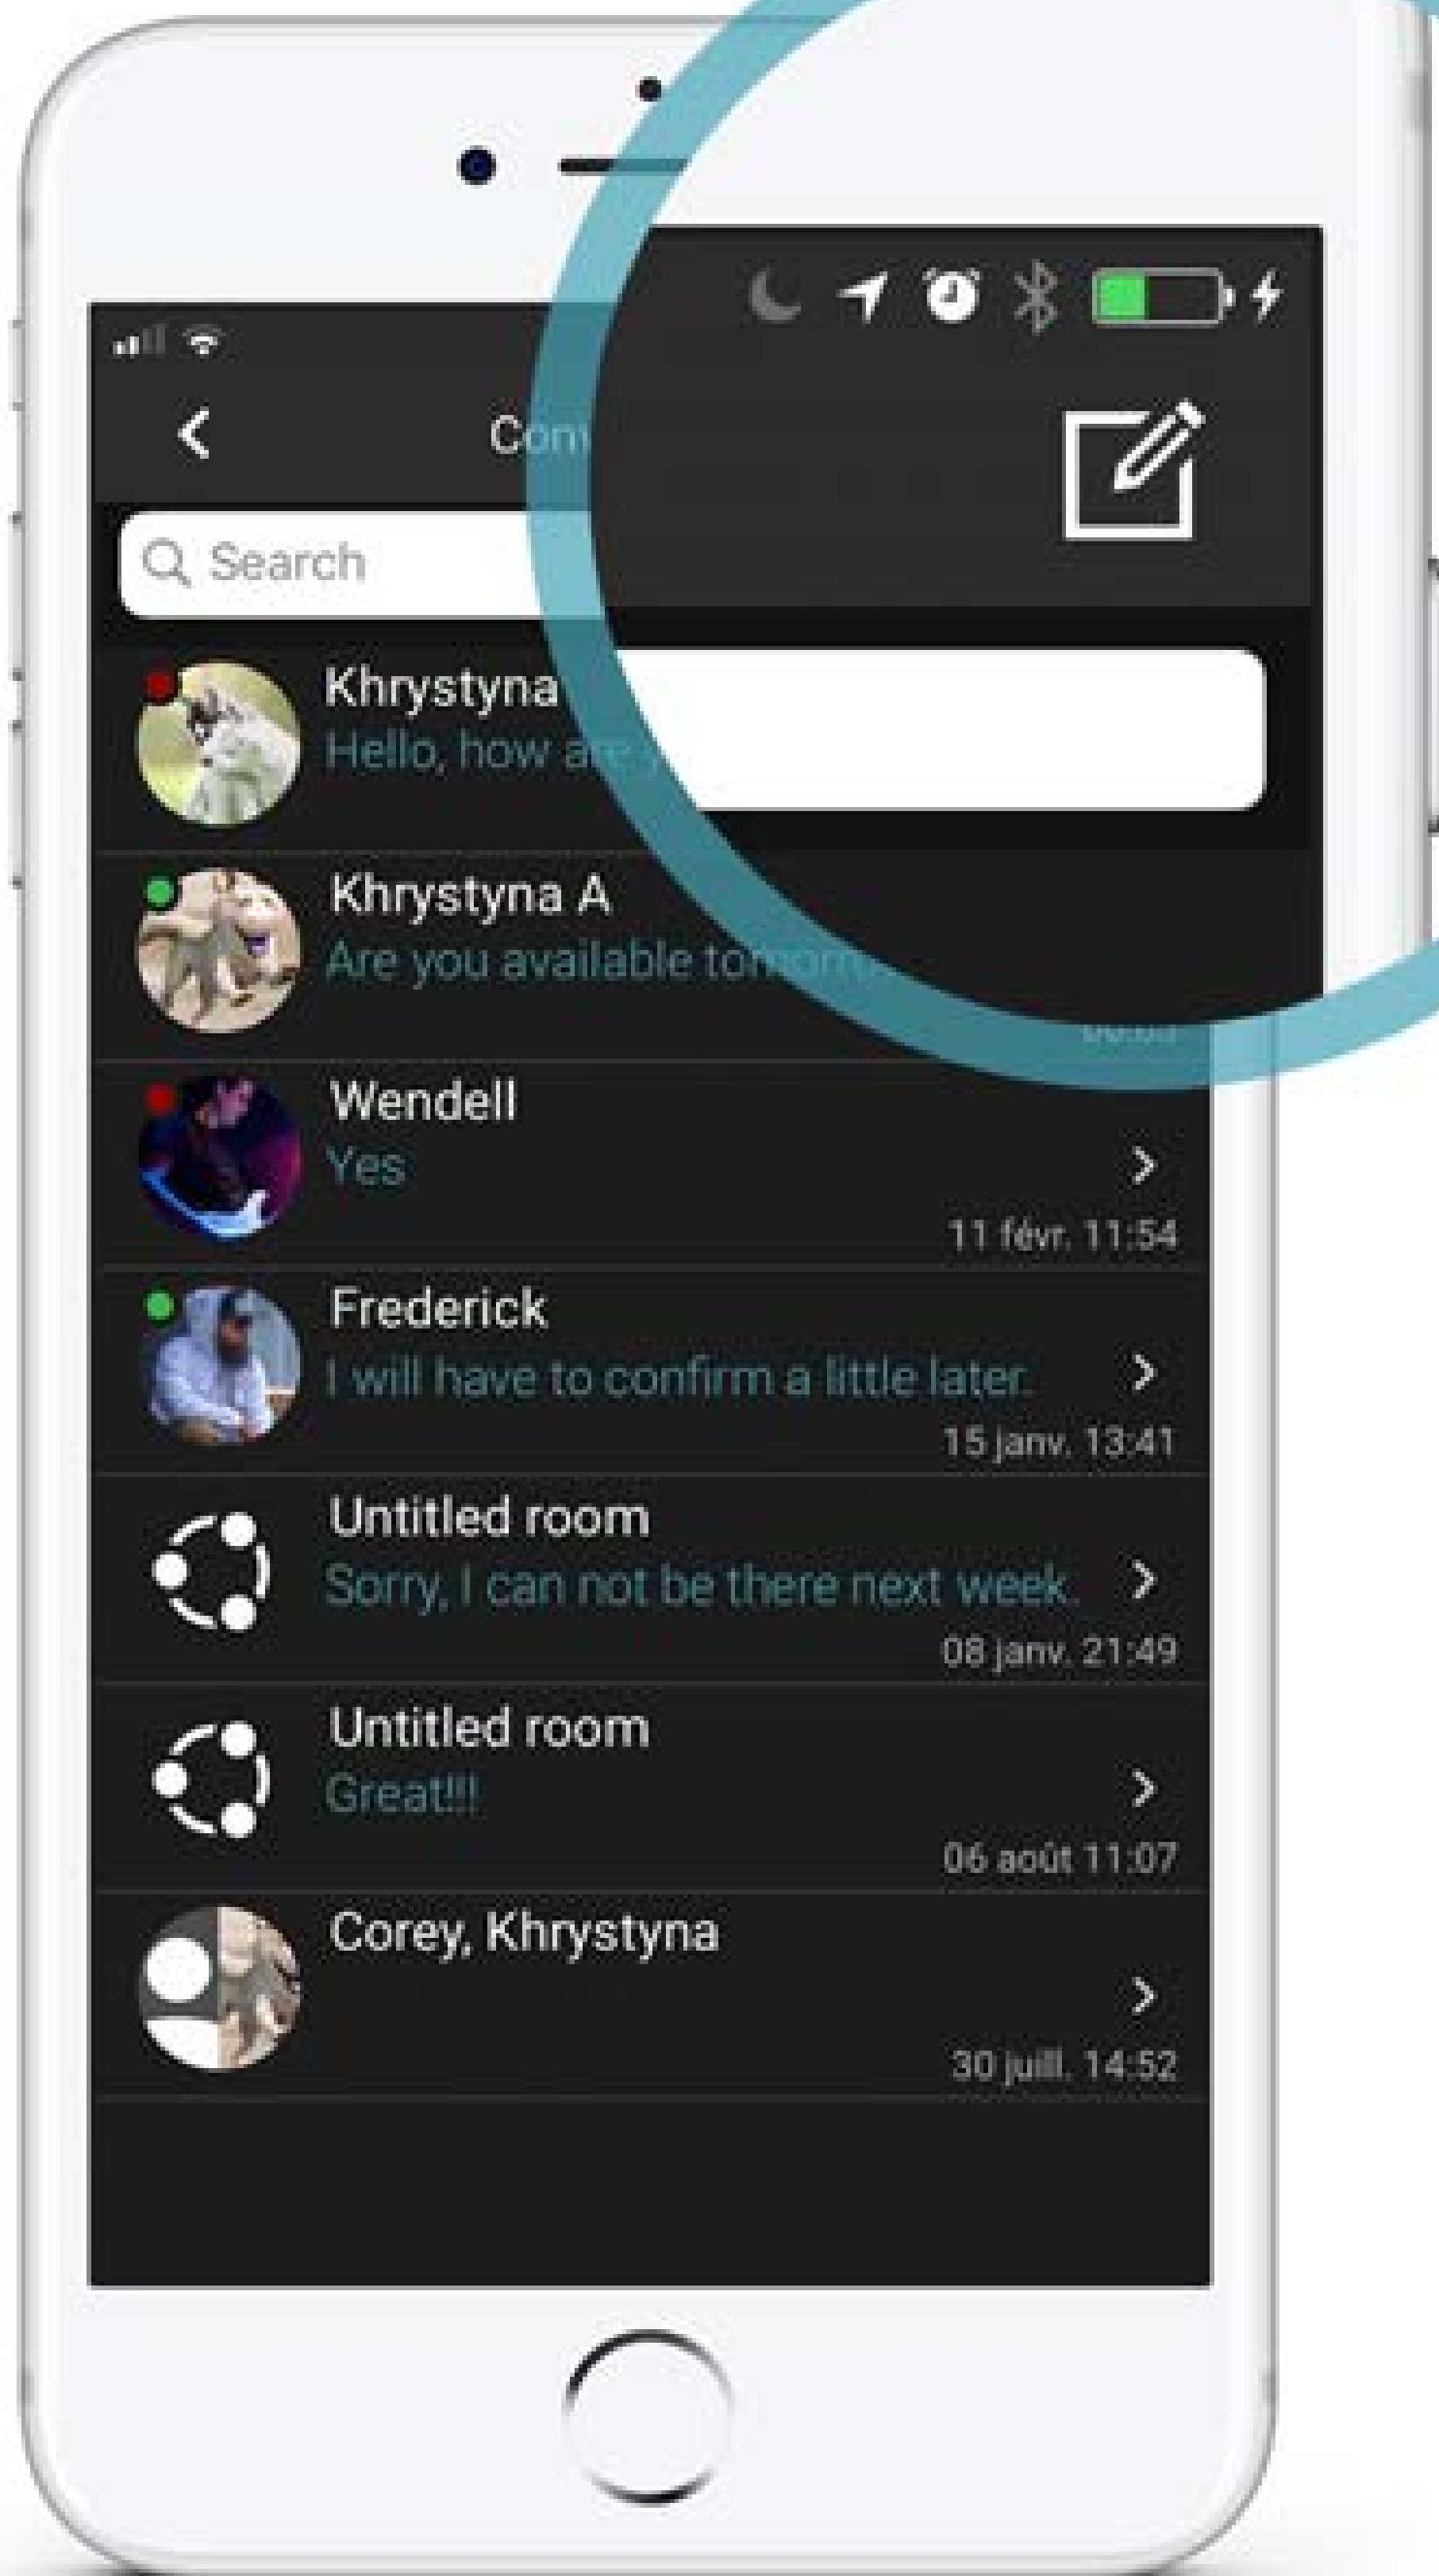 Search
Khrystyna
Hello, how are
Khrystyna A
Are you available
Wendell
Yes
11 févr. 11:54
Frederick
I will have to confirm a little later.
15 janv. 13:41
Untitled room
Sorry, I can not be there next week.
08 janv. 21:49
Untitled room
Great!!!
06 août 11:07
Corey, Khrystyna
30 juill. 14:52